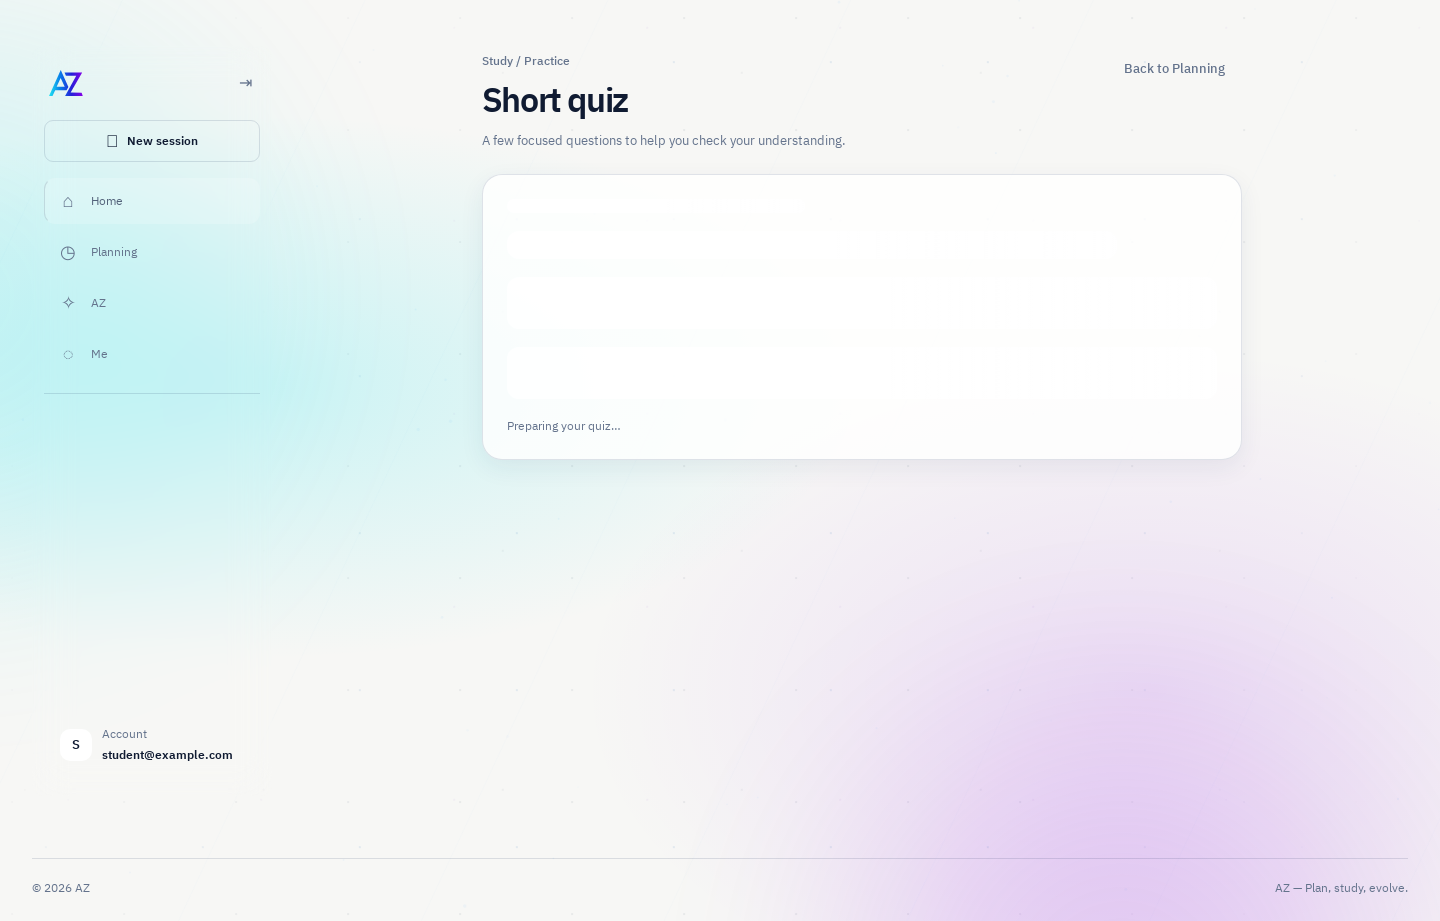 AZ
New session
Home
Planning
AZ
Me
Account
S
student@example.com
Study / Practice
Back to Planning
Short quiz
A few focused questions to help you check your understanding.
Preparing your quiz…
© 2026 AZ
AZ — Plan, study, evolve.